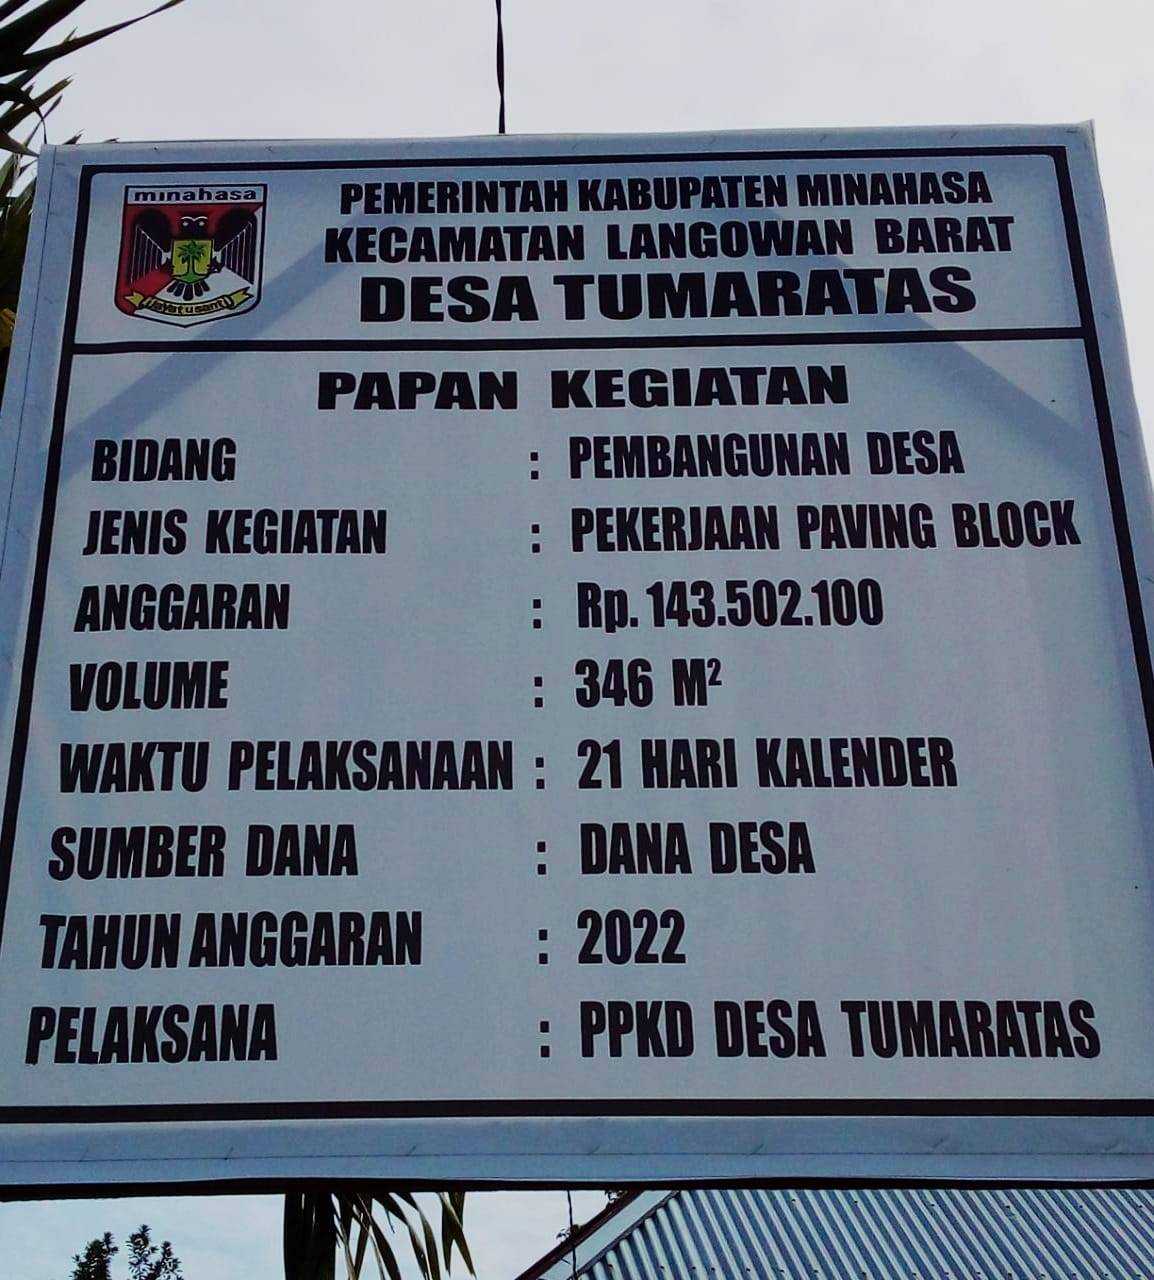 minahasa
PEMERINTAH KABUPATEN MINAHASA
KECAMATAN LANGOWAN BARAT
DESA TUMARATAS
PAPAN KEGIATAN
BIDANG : PEMBANGUNAN DESA
JENIS KEGIATAN : PEKERJAAN PAVING BLOCK
ANGGARAN : Rp. 143.502.100
VOLUME : 346 M²
WAKTU PELAKSANAAN : 21 HARI KALENDER
SUMBER DANA : DANA DESA
TAHUN ANGGARAN : 2022
PELAKSANA : PPKD DESA TUMARATAS